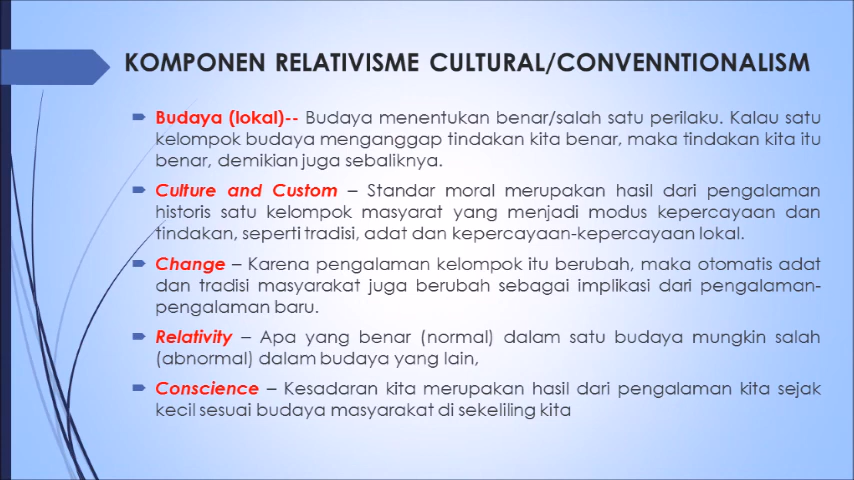 KOMPONEN RELATIVISME CULTURAL/CONVENNTIONALISM
Budaya (lokal)-- Budaya menentukan benar/salah satu perilaku. Kalau satu
kelompok budaya menganggap tindakan kita benar, maka tindakan kita itu
benar, demikian juga sebaliknya.
Culture and Custom – Standar moral merupakan hasil dari pengalaman
historis satu kelompok masyarat yang menjadi modus kepercayaan dan
tindakan, seperti tradisi, adat dan kepercayaan-kepercayaan lokal.
Change – Karena pengalaman kelompok itu berubah, maka otomatis adat
dan tradisi masyarakat juga berubah sebagai implikasi dari pengalaman-
pengalaman baru.
Relativity – Apa yang benar (normal) dalam satu budaya mungkin salah
(abnormal) dalam budaya yang lain,
Conscience – Kesadaran kita merupakan hasil dari pengalaman kita sejak
kecil sesuai budaya masyarakat di sekeliling kita